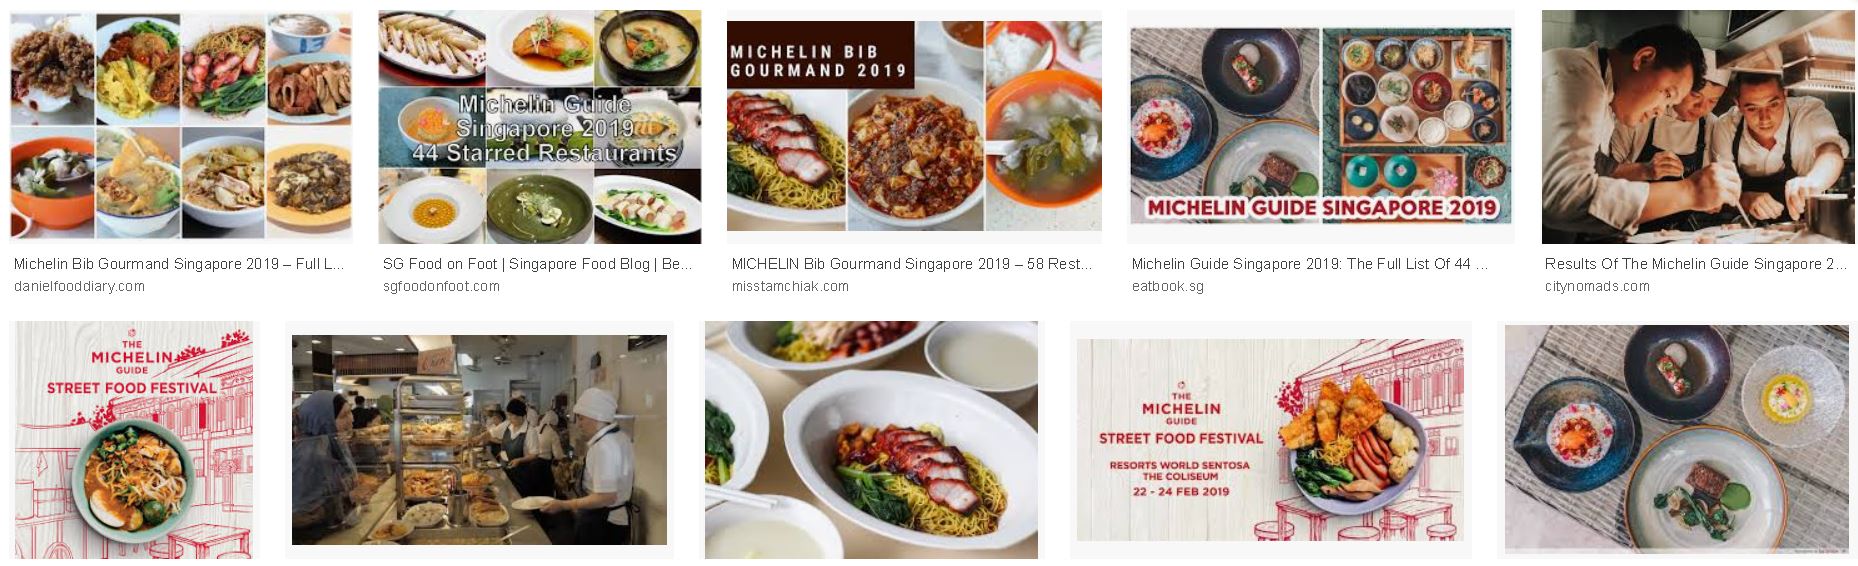 MICHELIN BIB
GOURMAND 2019
Michelin Guide
Singapore 2019
44 Starred Restaurants
MICHELIN GUIDE SINGAPORE 2019
Michelin Bib Gourmand Singapore 2019 – Full L...
danielfooddiary.com
SG Food on Foot | Singapore Food Blog | Be...
sgfoodonfoot.com
MICHELIN Bib Gourmand Singapore 2019 – 58 Rest...
misstamchiak.com
Michelin Guide Singapore 2019: The Full List Of 44 ...
eatbook.sg
Results Of The Michelin Guide Singapore 2...
citynomads.com
THE
MICHELIN
GUIDE
STREET FOOD FESTIVAL
THE
MICHELIN
GUIDE
STREET FOOD FESTIVAL
RESORTS WORLD SENTOSA
THE COLISEUM
22 - 24 FEB 2019